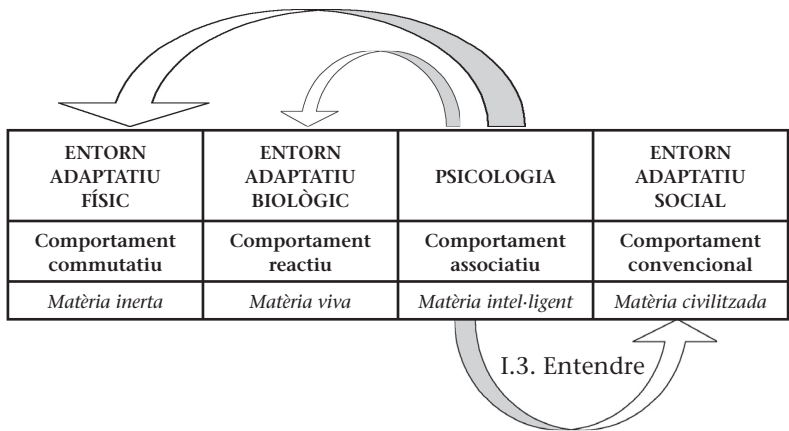 ENTORN
ADAPTATIU
FÍSIC
ENTORN
ADAPTATIU
BIOLÒGIC
PSICOLOGIA
ENTORN
ADAPTATIU
SOCIAL
Comportament
commutatiu
Comportament
reactiu
Comportament
associatiu
Comportament
convencional
Matèria inerta
Matèria viva
Matèria intel·ligent
Matèria civilitzada
I.3. Entendre